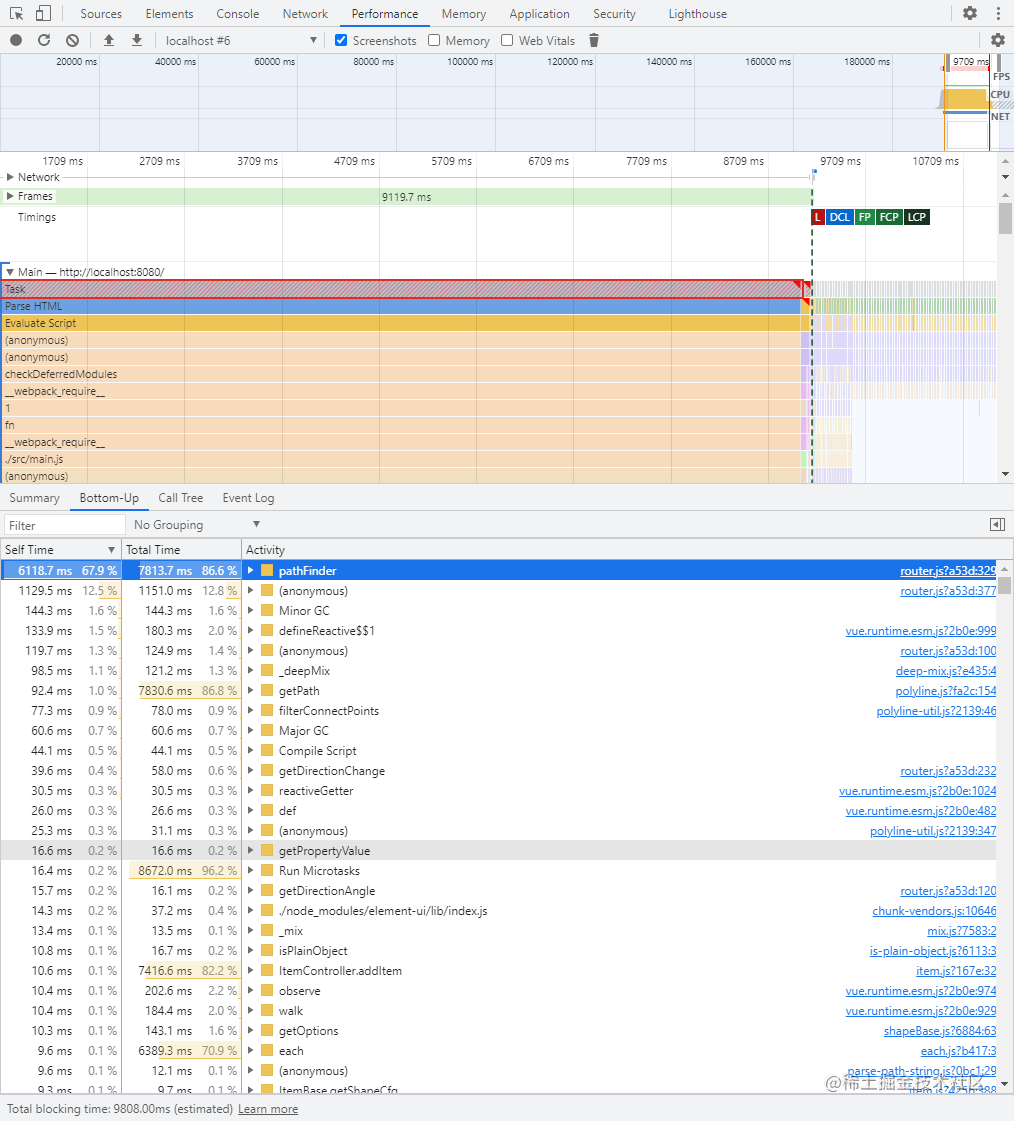 Sources Elements Console Network Performance Memory Application Security Lighthouse
localhost #6 Screenshots Memory Web Vitals
20000 ms 40000 ms 60000 ms 80000 ms 100000 ms 120000 ms 140000 ms 160000 ms 180000 ms 9709 ms
FPS
CPU
NET
1709 ms 2709 ms 3709 ms 4709 ms 5709 ms 6709 ms 7709 ms 8709 ms 9709 ms 10709 ms
Network
Frames 9119.7 ms
Timings L DCL FP FCP LCP
Main — http://localhost:8080/
Task
Parse HTML
Evaluate Script
(anonymous)
(anonymous)
checkDeferredModules
__webpack_require__
1
fn
__webpack_require__
./src/main.js
(anonymous)
Summary Bottom-Up Call Tree Event Log
Filter No Grouping
Self Time Total Time Activity
6118.7 ms 67.9 % 7813.7 ms 86.6 % pathFinder router.js?a53d:329
1129.5 ms 12.5 % 1151.0 ms 12.8 % (anonymous) router.js?a53d:377
144.3 ms 1.6 % 144.3 ms 1.6 % Minor GC
133.9 ms 1.5 % 180.3 ms 2.0 % defineReactive$$1 vue.runtime.esm.js?2b0e:999
119.7 ms 1.3 % 124.9 ms 1.4 % (anonymous) router.js?a53d:100
98.5 ms 1.1 % 121.2 ms 1.3 % _deepMix deep-mix.js?e435:4
92.4 ms 1.0 % 7830.6 ms 86.8 % getPath polyline.js?fa2c:154
77.3 ms 0.9 % 78.0 ms 0.9 % filterConnectPoints polyline-util.js?2139:46
60.6 ms 0.7 % 60.6 ms 0.7 % Major GC
44.1 ms 0.5 % 44.1 ms 0.5 % Compile Script
39.6 ms 0.4 % 58.0 ms 0.6 % getDirectionChange router.js?a53d:232
30.5 ms 0.3 % 30.5 ms 0.3 % reactiveGetter vue.runtime.esm.js?2b0e:1024
26.0 ms 0.3 % 26.6 ms 0.3 % def vue.runtime.esm.js?2b0e:482
25.3 ms 0.3 % 31.1 ms 0.3 % (anonymous) polyline-util.js?2139:347
16.6 ms 0.2 % 16.6 ms 0.2 % getPropertyValue
16.4 ms 0.2 % 8672.0 ms 96.2 % Run Microtasks
15.7 ms 0.2 % 16.1 ms 0.2 % getDirectionAngle router.js?a53d:120
14.3 ms 0.2 % 37.2 ms 0.4 % ./node_modules/element-ui/lib/index.js chunk-vendors.js:10646
13.4 ms 0.1 % 13.5 ms 0.1 % _mix mix.js?7583:2
10.8 ms 0.1 % 16.7 ms 0.2 % isPlainObject is-plain-object.js?6113:3
10.6 ms 0.1 % 7416.6 ms 82.2 % ItemController.addItem item.js?167e:32
10.4 ms 0.1 % 202.6 ms 2.2 % observe vue.runtime.esm.js?2b0e:974
10.4 ms 0.1 % 184.4 ms 2.0 % walk vue.runtime.esm.js?2b0e:929
10.3 ms 0.1 % 143.1 ms 1.6 % getOptions shapeBase.js?6884:63
9.6 ms 0.1 % 6389.3 ms 70.9 % each each.js?b417:3
9.6 ms 0.1 % 12.1 ms 0.1 % (anonymous) parse-path-string.js?0bc1:29
9.3 ms 0.1 % 9.7 ms 0.1 % ItemBase.getShapeCfg item.js?425b:388
@稀土掘金技术社区
Total blocking time: 9808.00ms (estimated) Learn more